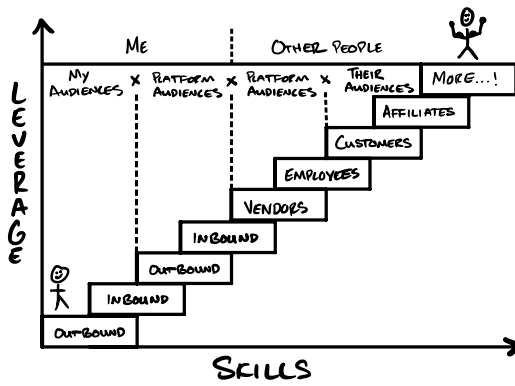 ME
OTHER PEOPLE
MY AUDIENCES
x
PLATFORM AUDIENCES
x
PLATFORM AUDIENCES
x
THEIR AUDIENCES
MORE...!
AFFILIATES
CUSTOMERS
EMPLOYEES
VENDORS
INBOUND
OUTBOUND
INBOUND
OUTBOUND
LEVERAGE
SKILLS